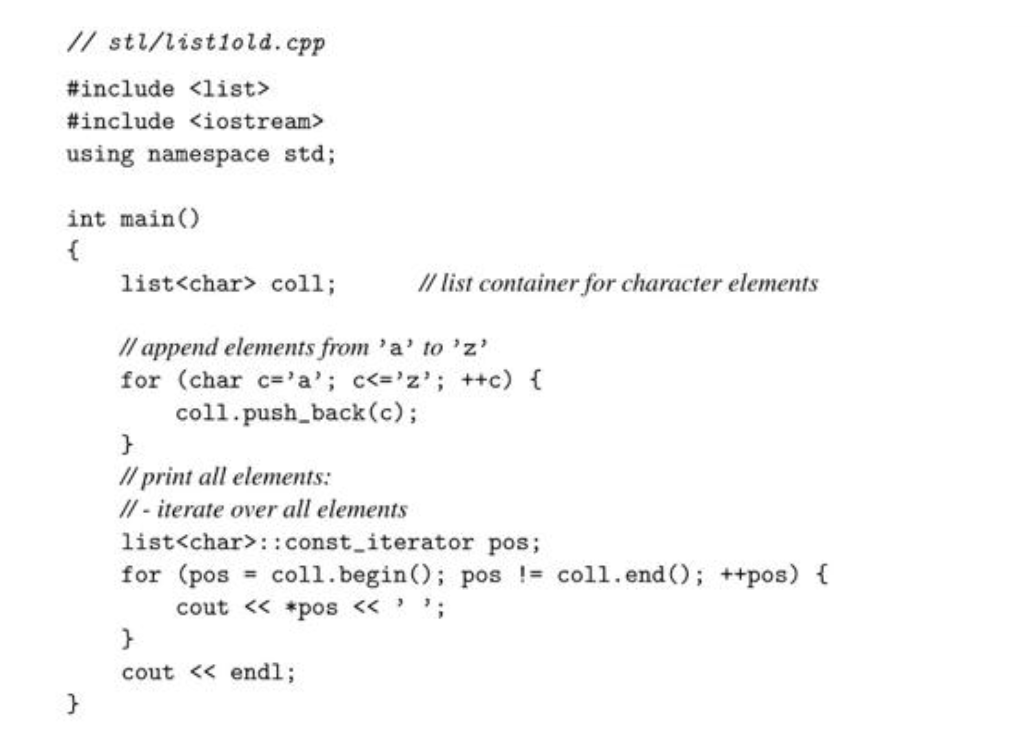 // stl/list1old.cpp
#include <list>
#include <iostream>
using namespace std;
int main()
{
list<char> coll; // list container for character elements
// append elements from ’a’ to ’z’
for (char c=’a’; c<=’z’; ++c) {
coll.push_back(c);
}
// print all elements:
// - iterate over all elements
list<char>::const_iterator pos;
for (pos = coll.begin(); pos != coll.end(); ++pos) {
cout << *pos << ’ ’;
}
cout << endl;
}